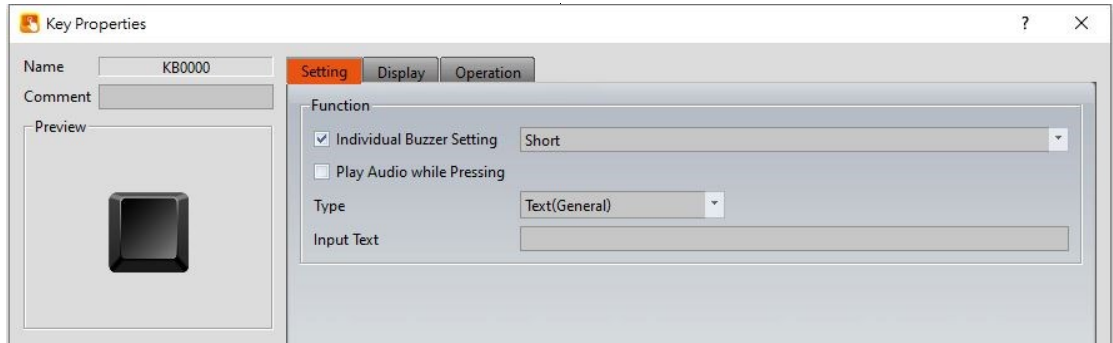 Key Properties
?
Name KB0000
Comment
Preview
Setting Display Operation
Function
Individual Buzzer Setting Short
Play Audio while Pressing
Type Text(General)
Input Text